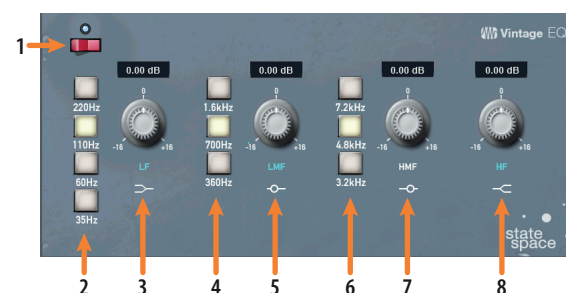 Vintage EQ
1
0.00 dB 0.00 dB 0.00 dB 0.00 dB
0 0 0 0
220Hz 1.6kHz 7.2kHz
110Hz 700Hz 4.8kHz
-16 +16 -16 +16 -16 +16 -16 +16
LF LMF HMF HF
60Hz 360Hz 3.2kHz
35Hz
state
space
2 3 4 5 6 7 8